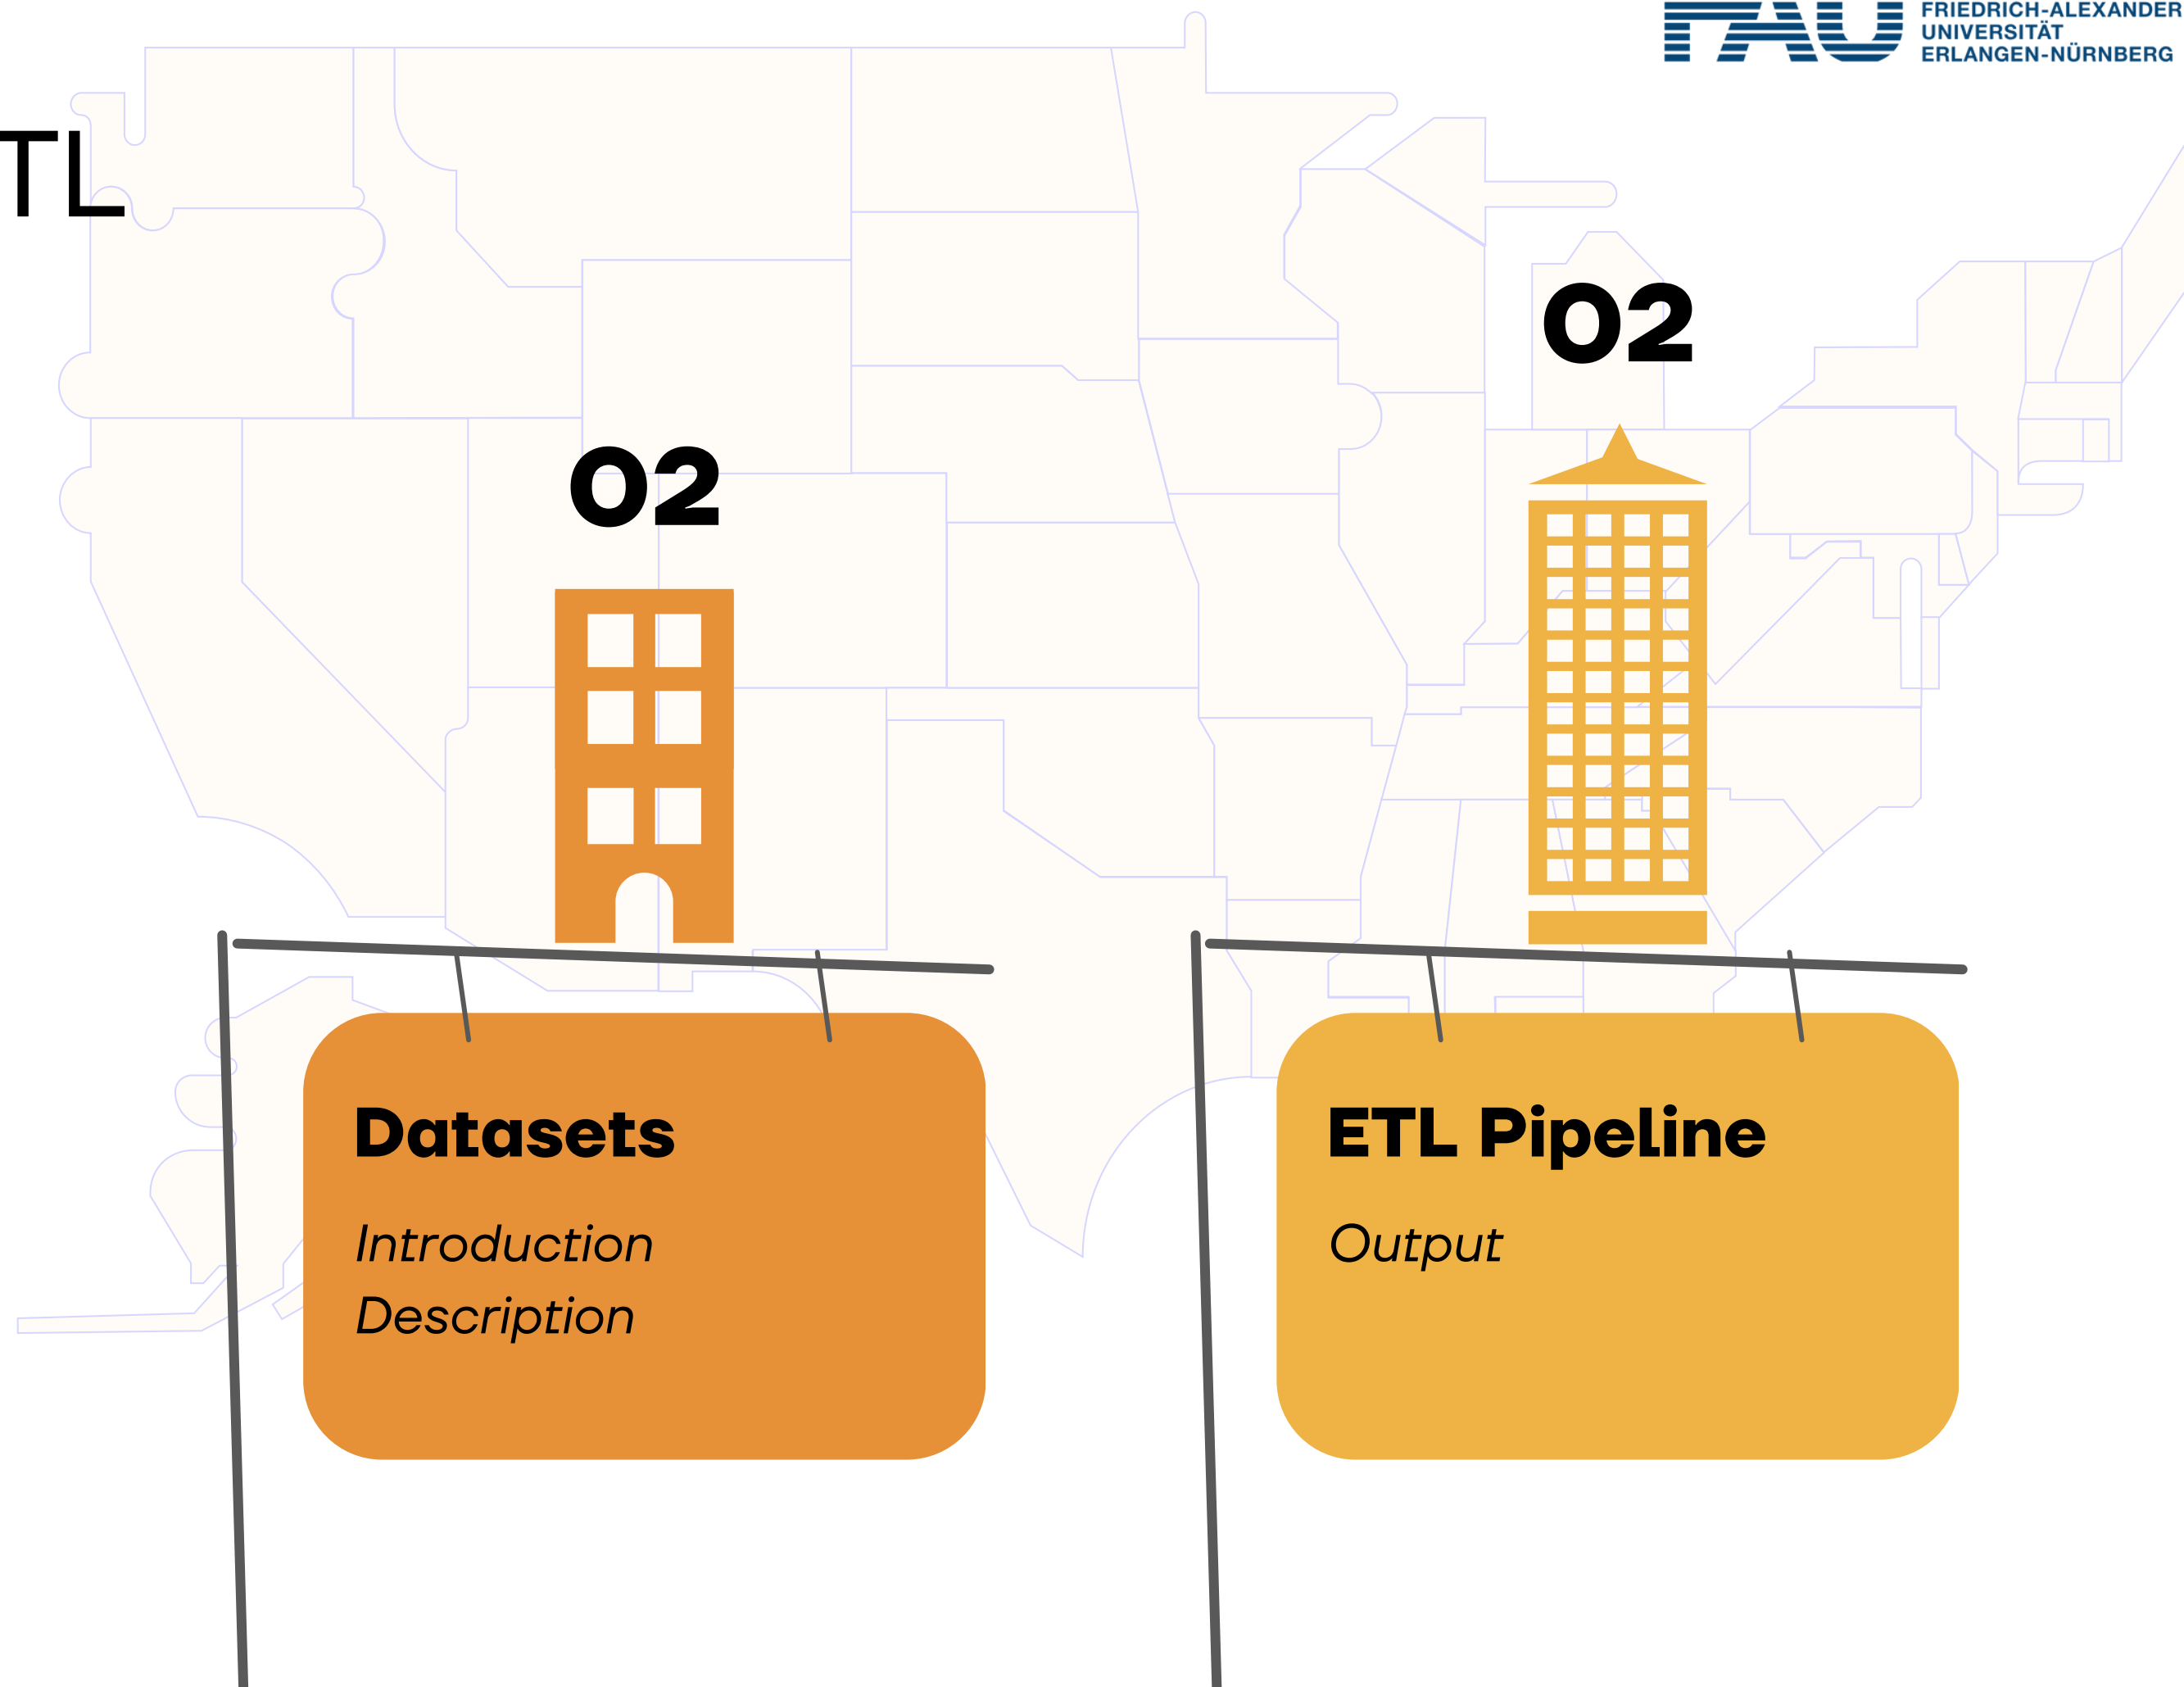 FRIEDRICH-ALEXANDER
UNIVERSITÄT
ERLANGEN-NÜRNBERG
TL
02
02
Datasets
Introduction
Description
ETL Pipeline
Output